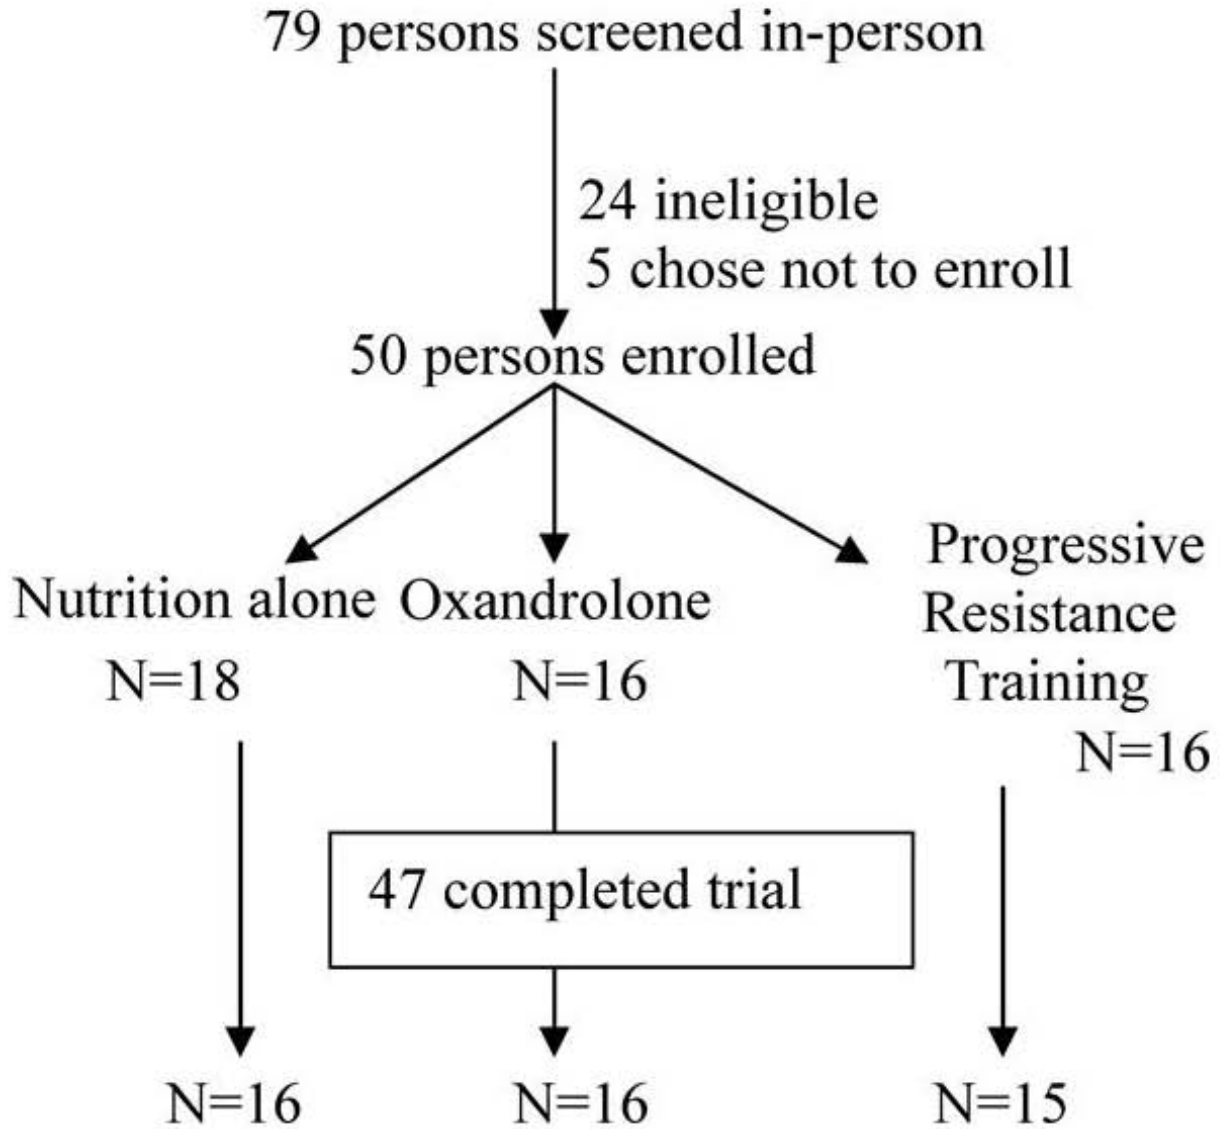 79 persons screened in-person
24 ineligible
5 chose not to enroll
50 persons enrolled
Nutrition alone
N=18
Oxandrolone
N=16
Progressive
Resistance
Training
N=16
47 completed trial
N=16
N=16
N=15